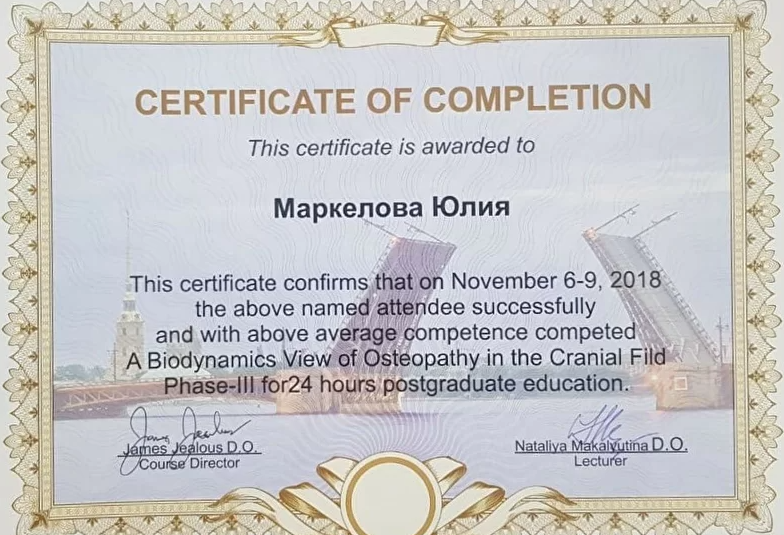 CERTIFICATE OF COMPLETION
This certificate is awarded to
Маркелова Юлия
This certificate confirms that on November 6-9, 2018
the above named attendee successfully
and with above average competence competed
A Biodynamics View of Osteopathy in the Cranial Fild
Phase-III for24 hours postgraduate education.
James Jealous D.O.
Course Director
Nataliya Makalyutina D.O.
Lecturer